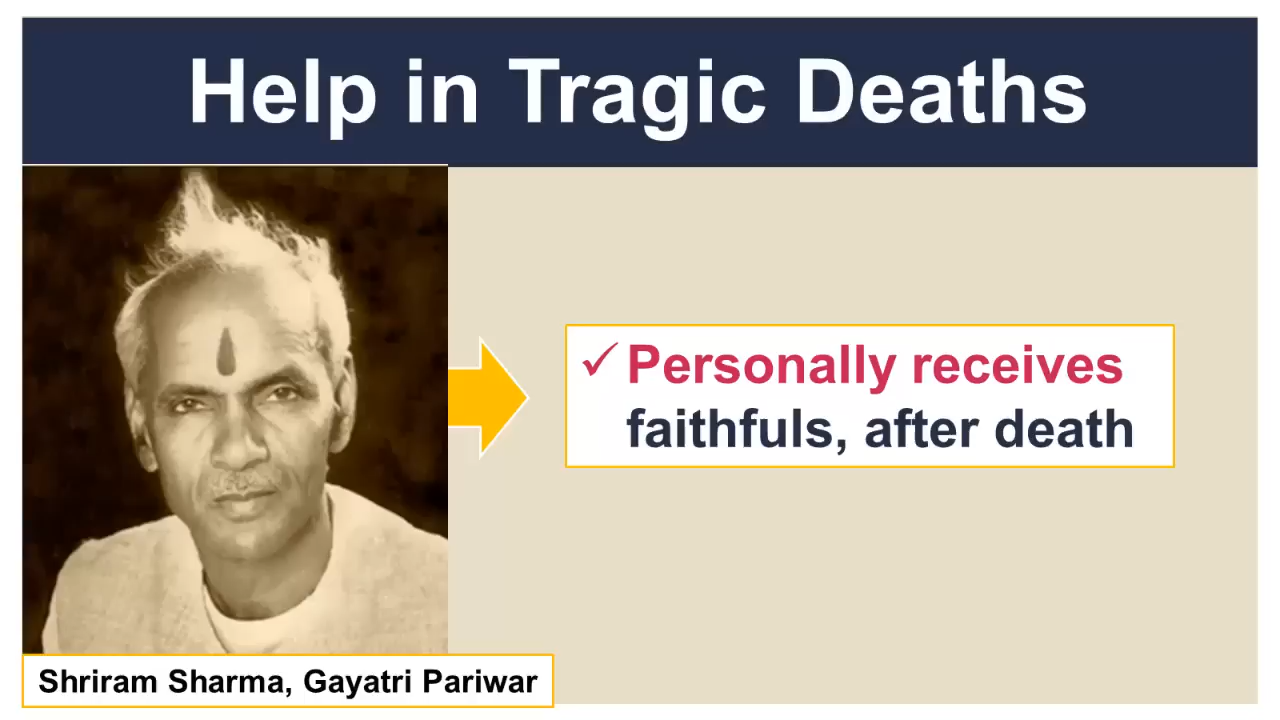 Help in Tragic Deaths
✓ Personally receives
faithfuls, after death
Shriram Sharma, Gayatri Pariwar